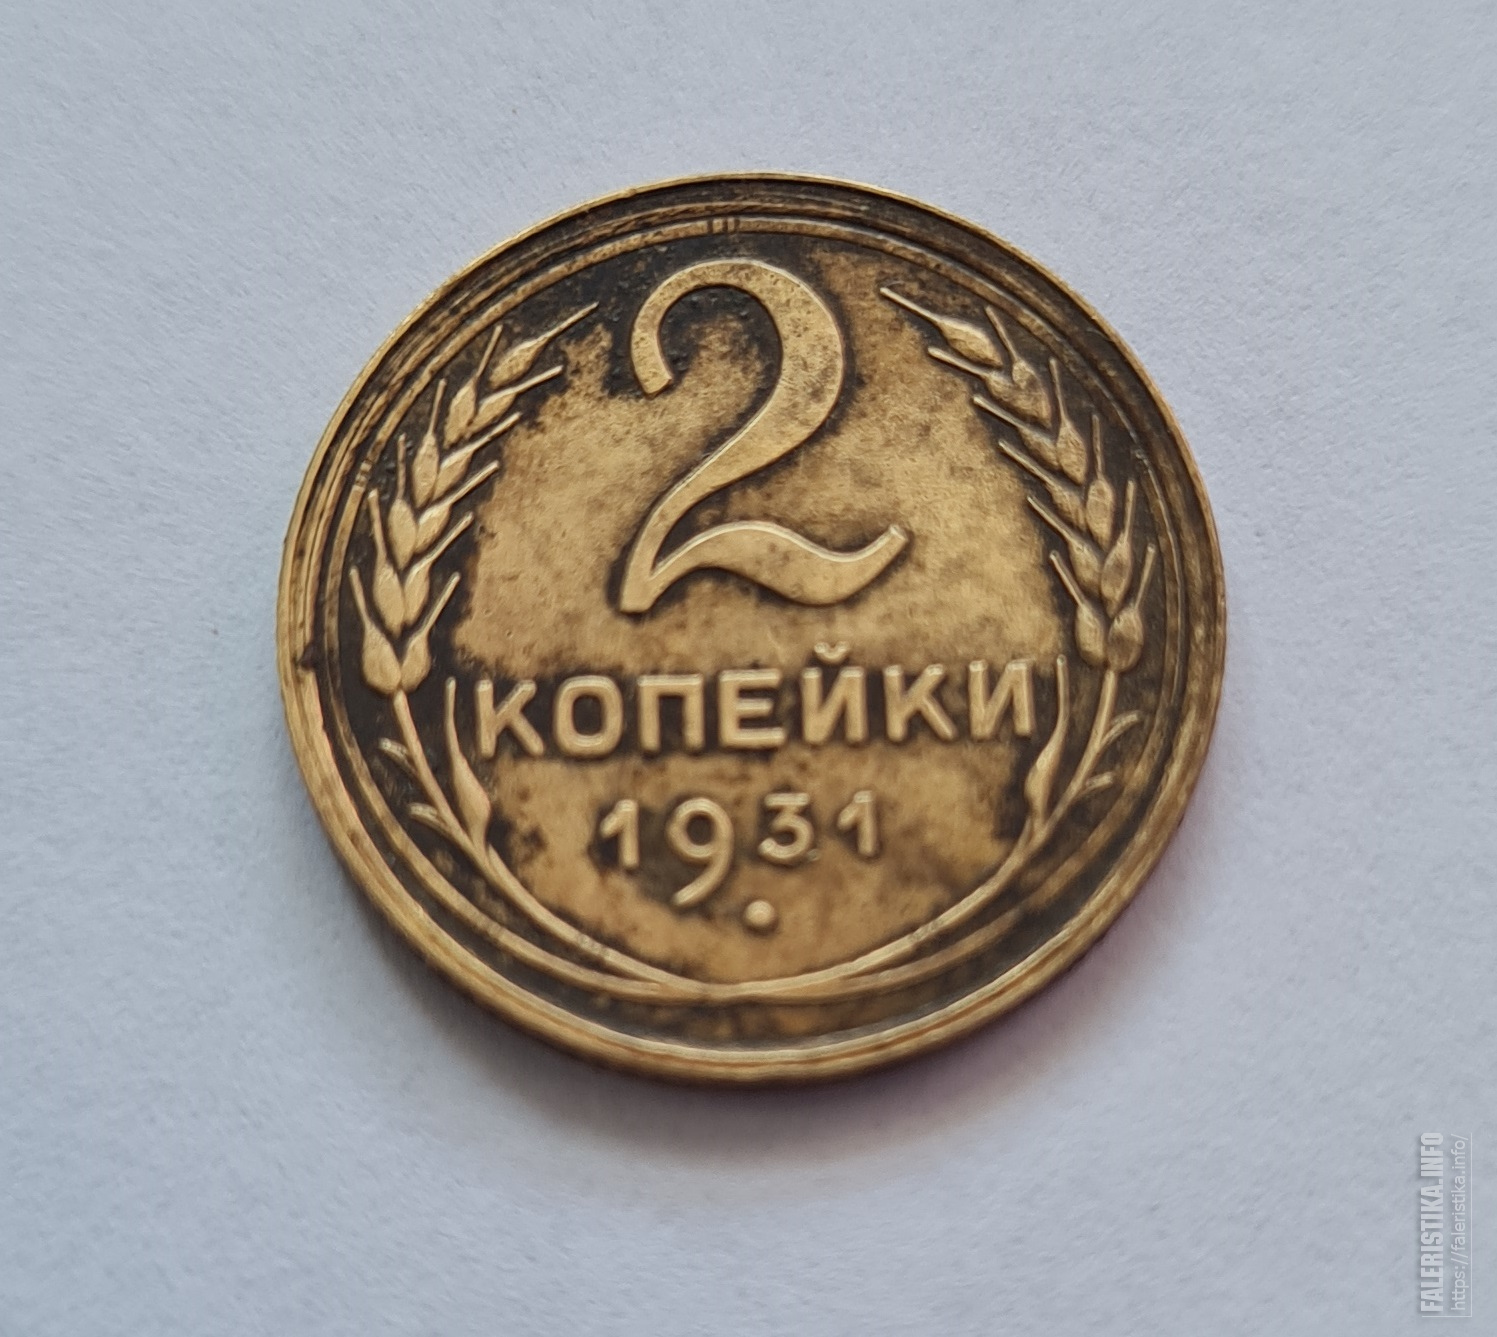 2
КОПЕЙКИ
1931.
FALERISTIKA.INFO
https://faleristika.info/